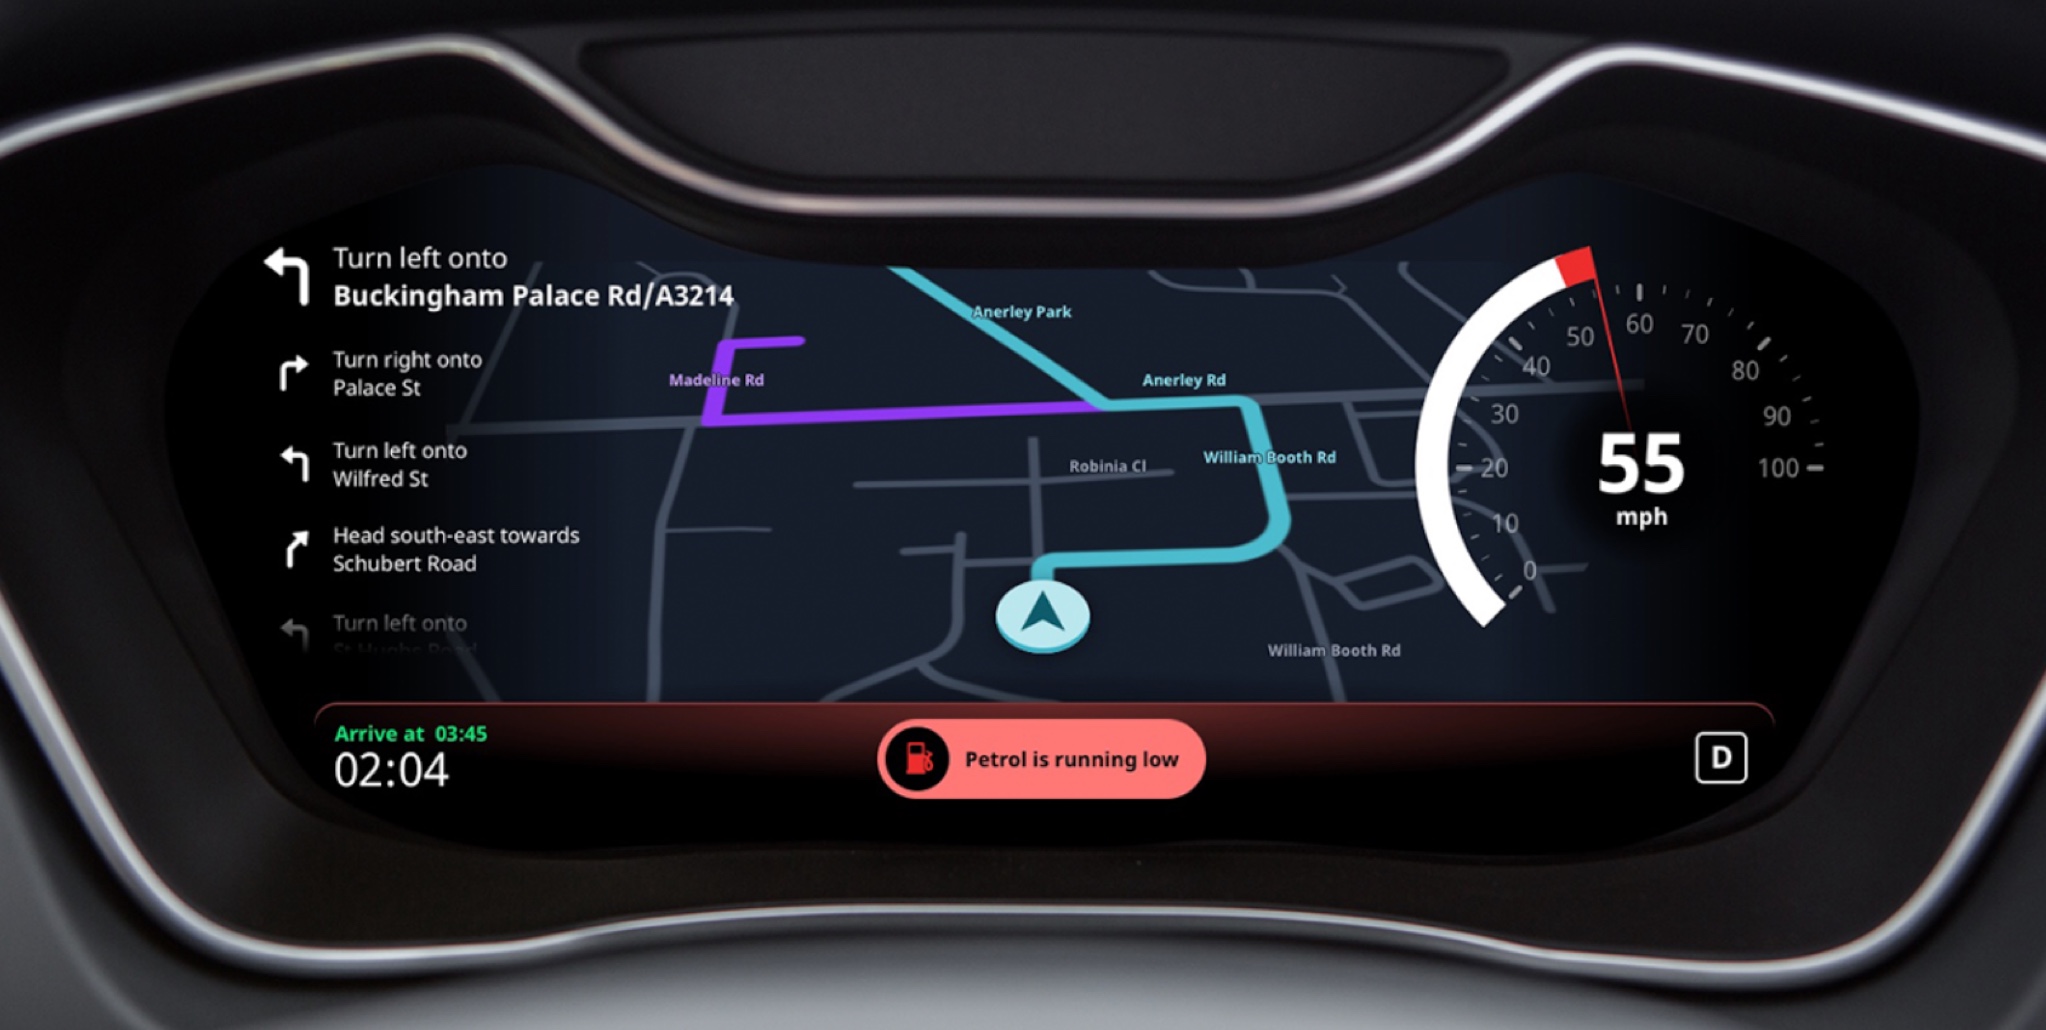 Turn left onto
Buckingham Palace Rd/A3214
Turn right onto
Palace St
Turn left onto
Wilfred St
Head south-east towards
Schubert Road
Turn left onto
St Hughs Road
Anerley Park
Madeline Rd
Anerley Rd
Robinia Cl
William Booth Rd
William Booth Rd
0
10
20
30
40
50
60
70
80
90
100
55
mph
Arrive at 03:45
02:04
Petrol is running low
D